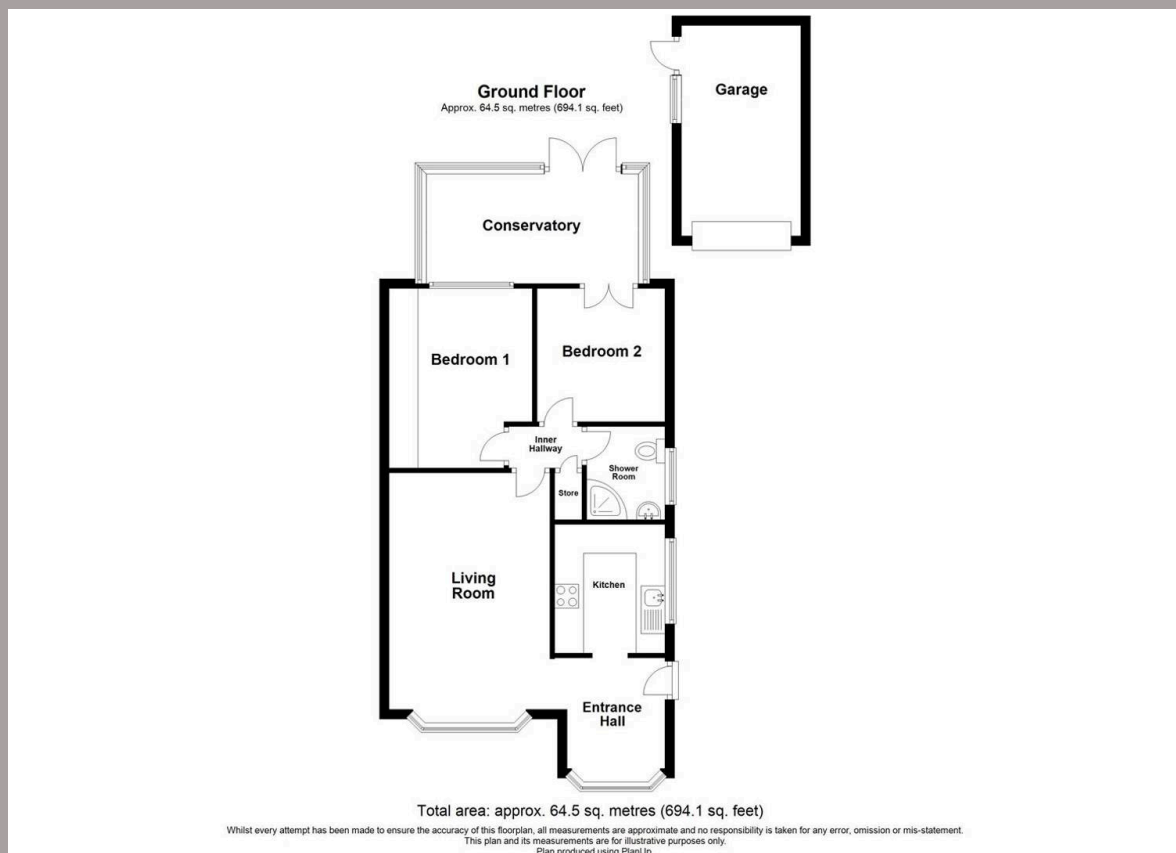 Ground Floor
Approx. 64.5 sq. metres (694.1 sq. feet)
Garage
Conservatory
Bedroom 1
Bedroom 2
Inner
Hallway
Shower
Room
Store
Living
Room
Kitchen
Entrance
Hall
Total area: approx. 64.5 sq. metres (694.1 sq. feet)
Whilst every attempt has been made to ensure the accuracy of this floorplan, all measurements are approximate and no responsibility is taken for any error, omission or mis-statement.
This plan and its measurements are for illustrative purposes only.
Plan produced using PlanUp.